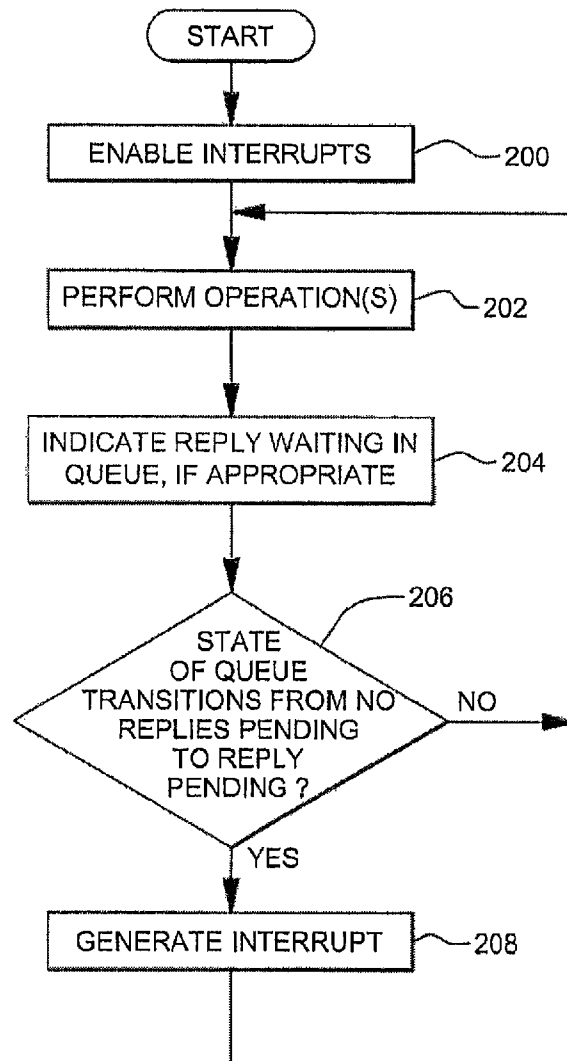 START
ENABLE INTERRUPTS
200
PERFORM OPERATION(S)
202
INDICATE REPLY WAITING IN
QUEUE, IF APPROPRIATE
204
206
STATE
OF QUEUE
TRANSITIONS FROM NO
REPLIES PENDING
TO REPLY
PENDING ?
NO
YES
GENERATE INTERRUPT
208